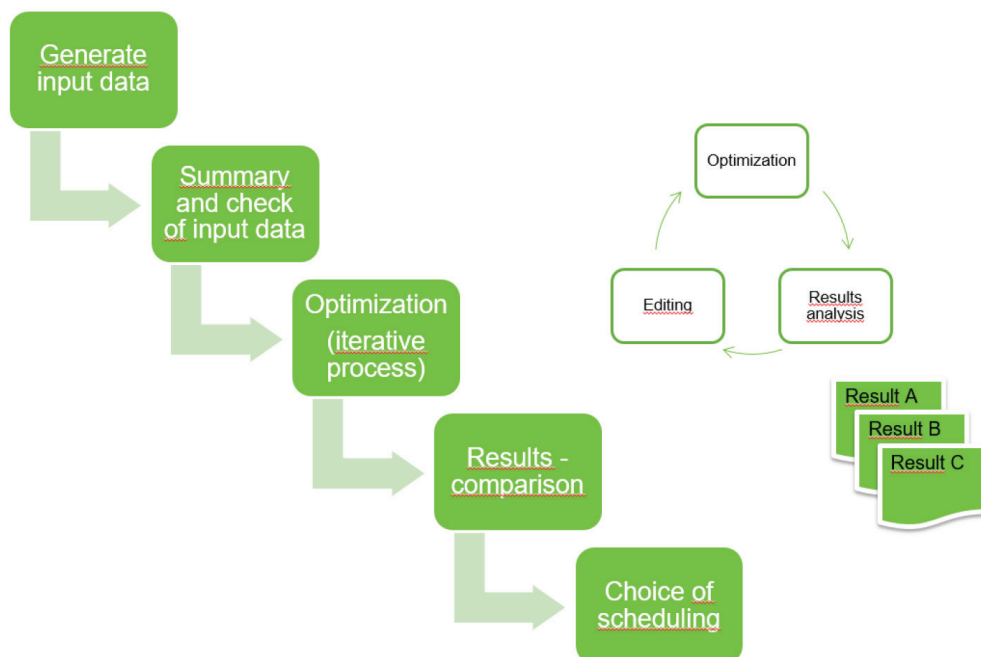 Generate
input data
Summary
and check
of input data
Optimization
(iterative
process)
Results -
comparison
Choice of
scheduling
Optimization
Editing
Results
analysis
Result A
Result B
Result C